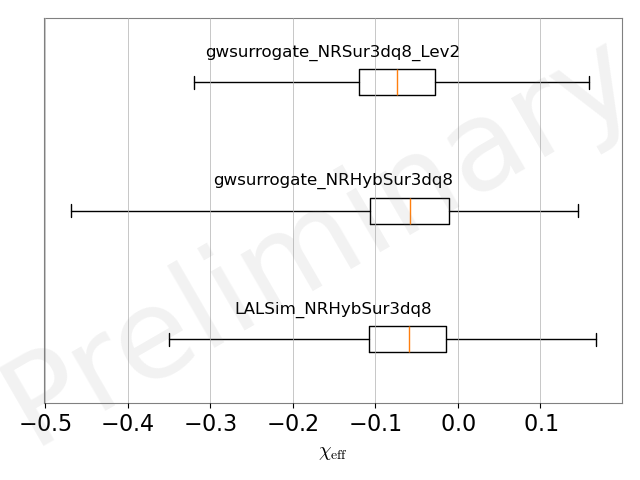 gwsurrogate_NRSur3dq8_Lev2
gwsurrogate_NRHybSur3dq8
LALSim_NRHybSur3dq8
Preliminary
−0.5 −0.4 −0.3 −0.2 −0.1 0.0 0.1
χeff